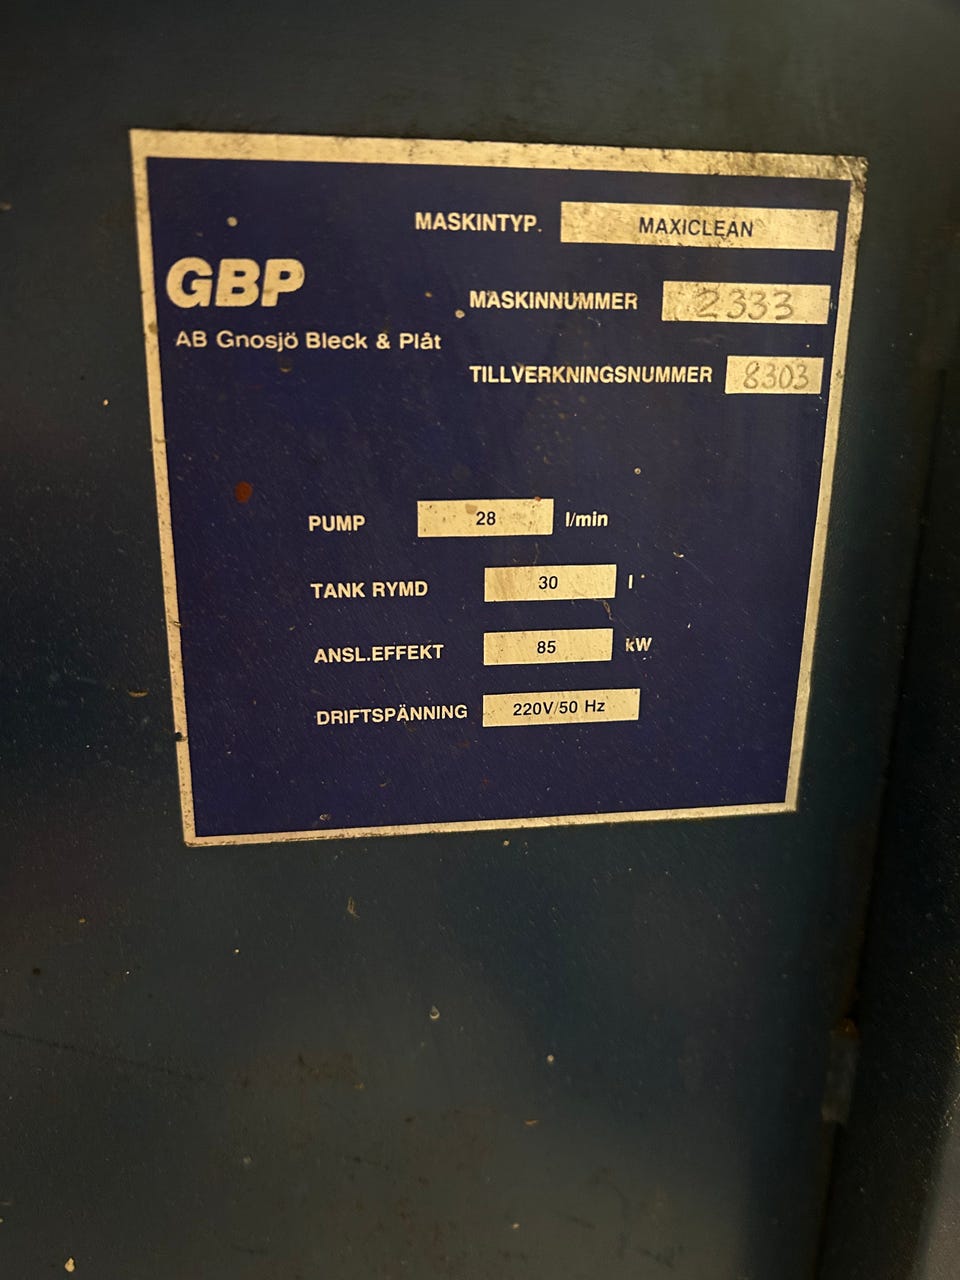 MASKINTYP. MAXICLEAN
GBP
AB Gnosjö Bleck & Plåt
MASKINNUMMER 2333
TILLVERKNINGSNUMMER 8303
PUMP 28 l/min
TANK RYMD 30 l
ANSL.EFFEKT 85 kW
DRIFTSPÄNNING 220V/50 Hz